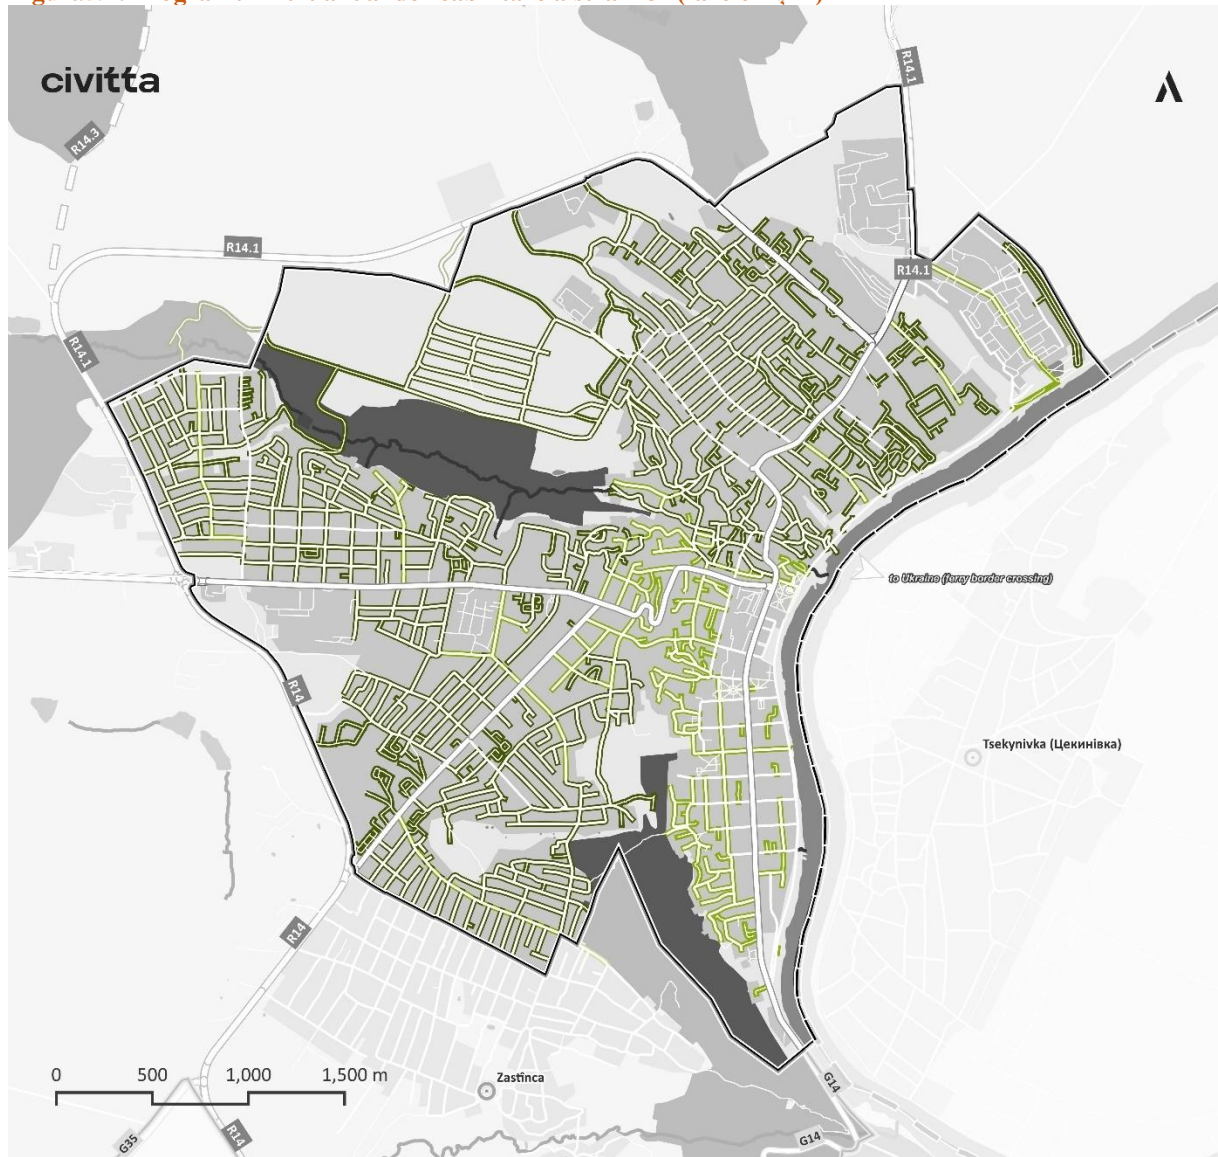 civitta
R14.1
R14.3
R14.1
R14.1
R14.1
to Ukraine (ferry border crossing)
R14
Tsekynivka (Цекинівка)
R14
0 500 1,000 1,500 m
Zastînca
G14
G35
R14
G14